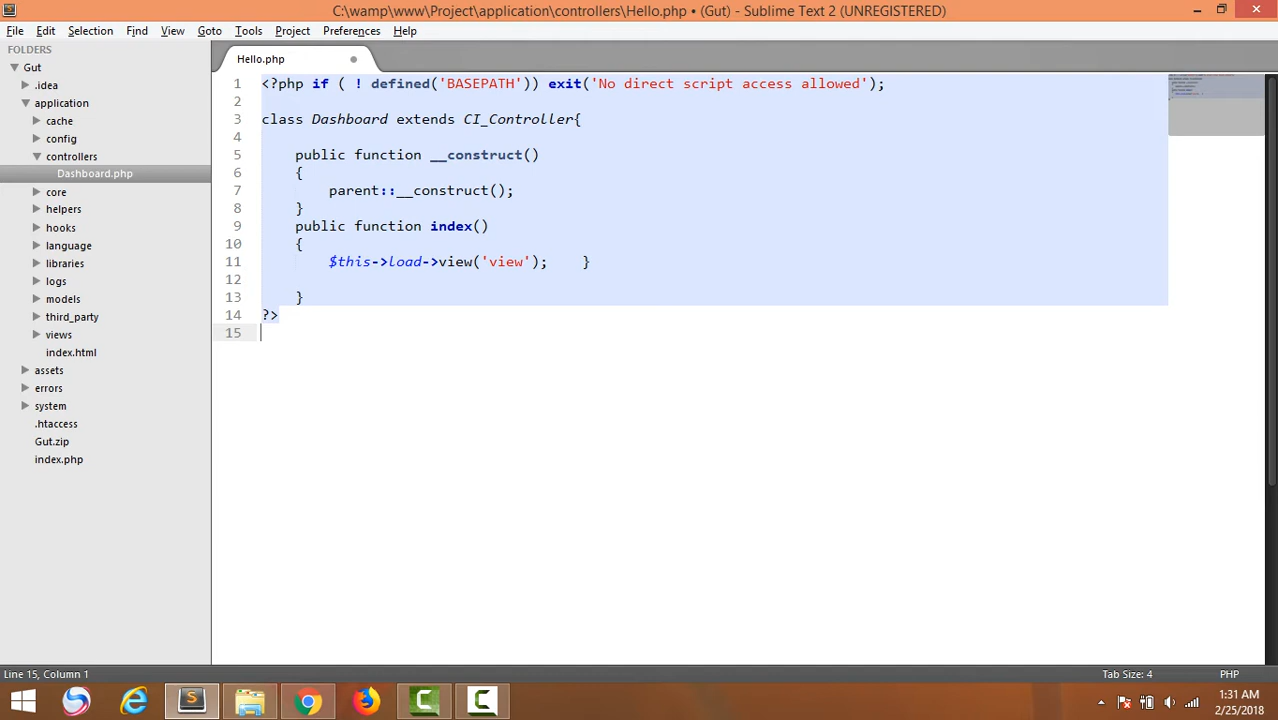 C:\wamp\www\Project\application\controllers\Hello.php • (Gut) - Sublime Text 2 (UNREGISTERED)
File Edit Selection Find View Goto Tools Project Preferences Help
FOLDERS
Gut
.idea
application
cache
config
controllers
Dashboard.php
core
helpers
hooks
language
libraries
logs
models
third_party
views
index.html
assets
errors
system
.htaccess
Gut.zip
index.php
Hello.php
1 <?php if ( ! defined('BASEPATH')) exit('No direct script access allowed');
2
3 class Dashboard extends CI_Controller{
4
5 public function __construct()
6 {
7 parent::__construct();
8 }
9 public function index()
10 {
11 $this->load->view('view'); }
12
13 }
14 ?>
15
Line 15, Column 1
Tab Size: 4 PHP
1:31 AM
2/25/2018